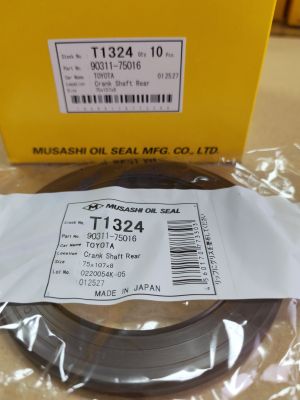 Stock No. T1324 Qty 10 Pcs.
Part No. 90311-75016
Car Name TOYOTA 012527
Location Crank Shaft Rear
Size 75x107x8
MUSASHI OIL SEAL MFG. CO., LTD.
M MUSASHI OIL SEAL
Stock No. T1324
Part No. 90311-75016
Car Name TOYOTA
Location Crank Shaft Rear
Size 75x107x8
Lot No. 0220054K-05
012527
MADE IN JAPAN